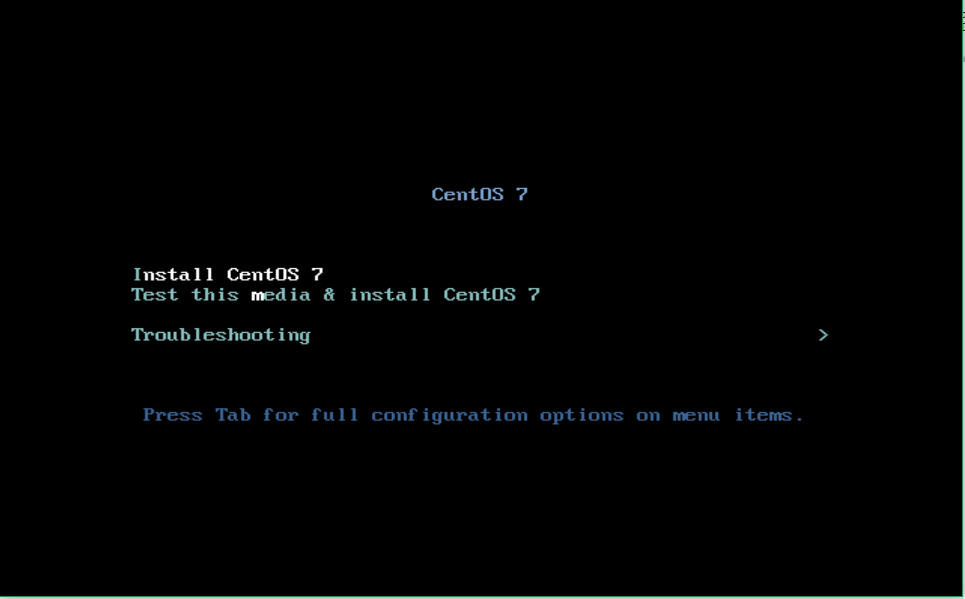 CentOS 7
Install CentOS 7
Test this media & install CentOS 7
Troubleshooting >
Press Tab for full configuration options on menu items.